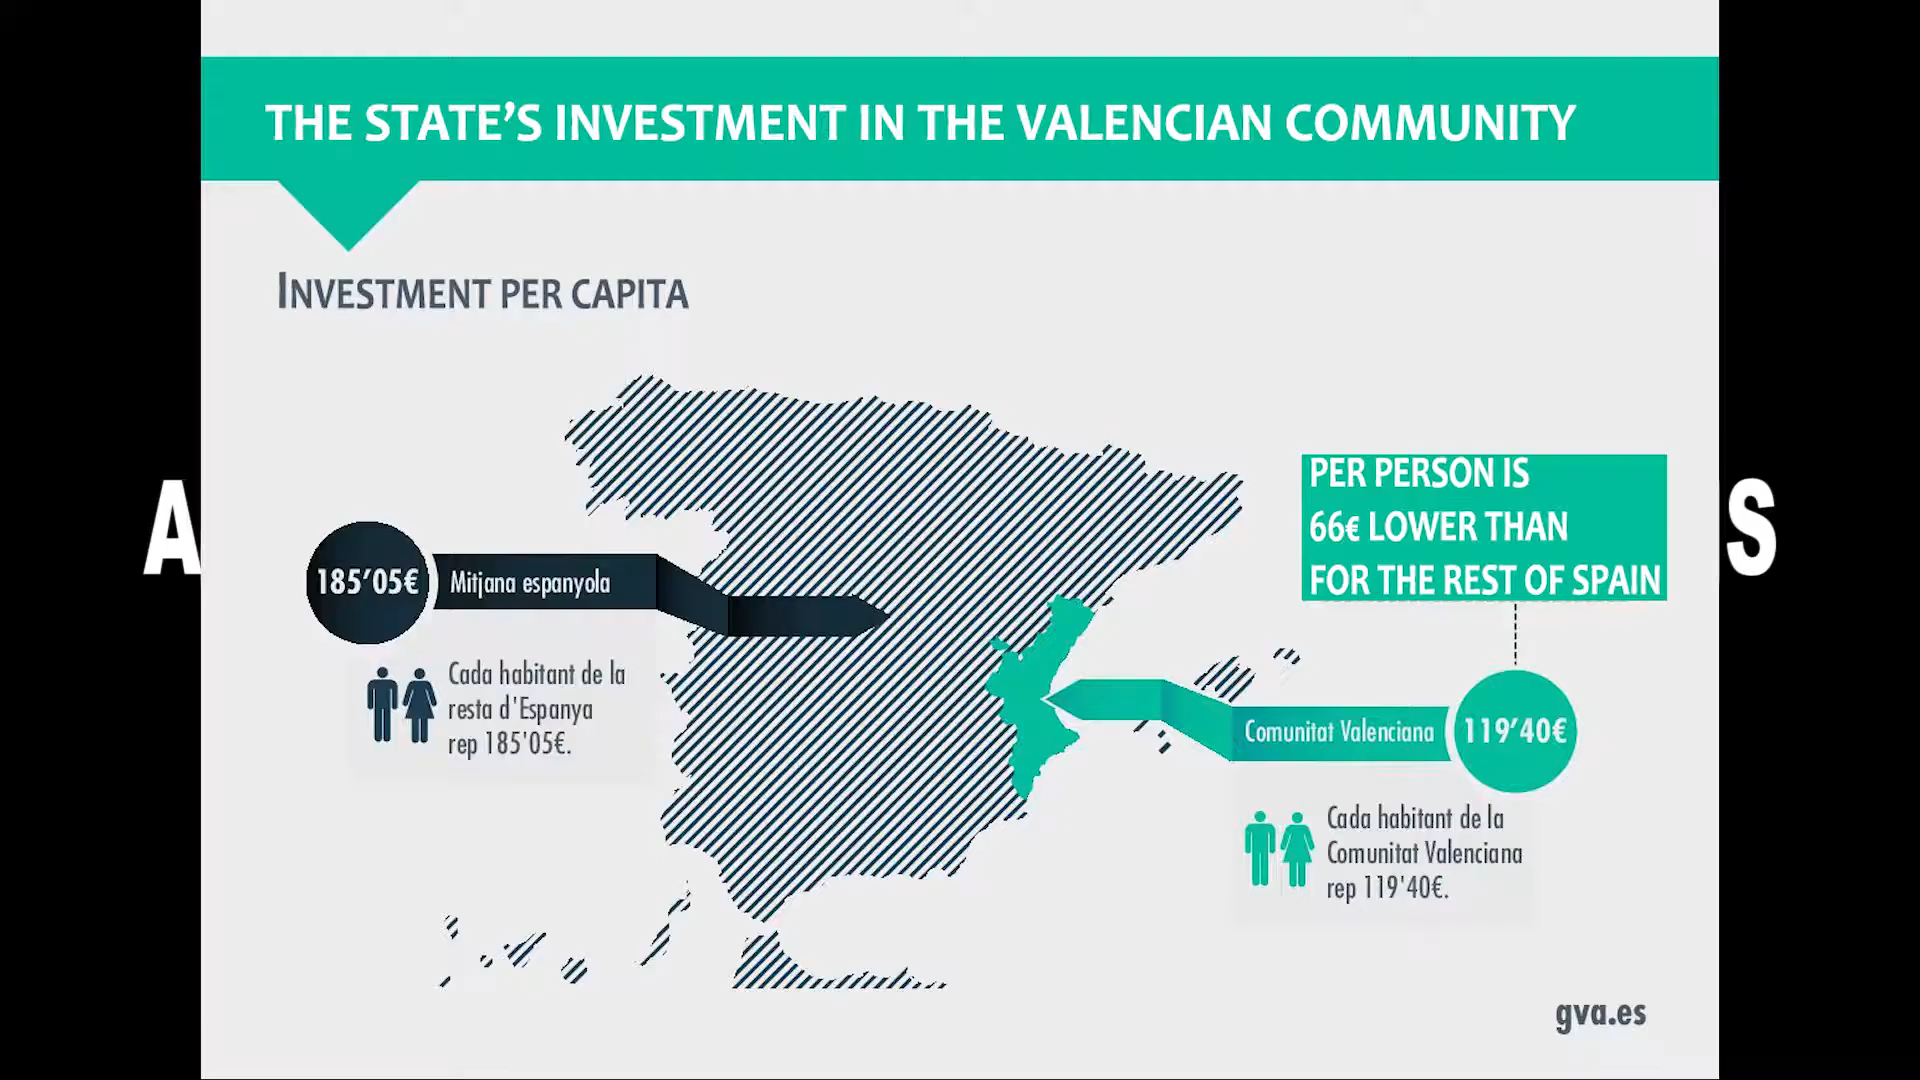 THE STATE’S INVESTMENT IN THE VALENCIAN COMMUNITY
INVESTMENT PER CAPITA
PER PERSON IS
66€ LOWER THAN
FOR THE REST OF SPAIN
A
S
185’05€
Mitjana espanyola
Cada habitant de la
resta d'Espanya
rep 185'05€.
Comunitat Valenciana
119’40€
Cada habitant de la
Comunitat Valenciana
rep 119'40€.
gva.es